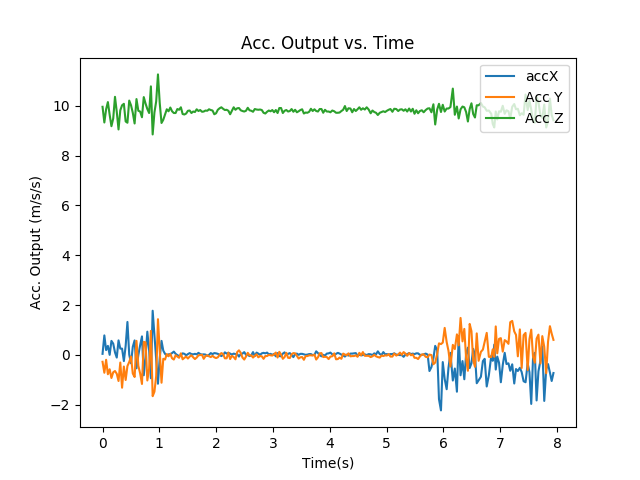 Acc. Output vs. Time
accX
Acc Y
Acc Z
Acc. Output (m/s/s)
10
8
6
4
2
0
−2
0 1 2 3 4 5 6 7 8
Time(s)